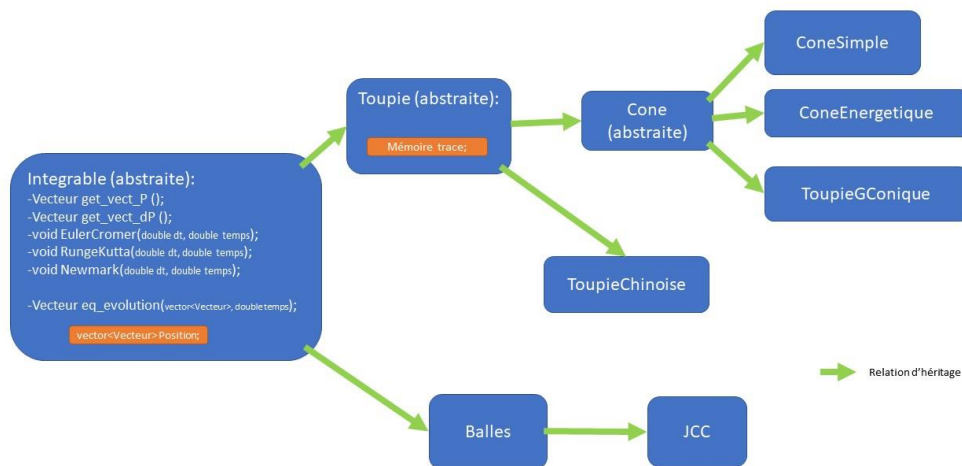 Integrable (abstraite):
-Vecteur get_vect_P ();
-Vecteur get_vect_dP ();
-void EulerCromer(double dt, double temps);
-void RungeKutta(double dt, double temps);
-void Newmark(double dt, double temps);
-Vecteur eq_evolution(vector<Vecteur>, double temps);
vector<Vecteur> Position;
Toupie (abstraite):
Mémoire trace;
Cone
(abstraite)
ConeSimple
ConeEnergetique
ToupieGConique
ToupieChinoise
Balles
JCC
Relation d'héritage